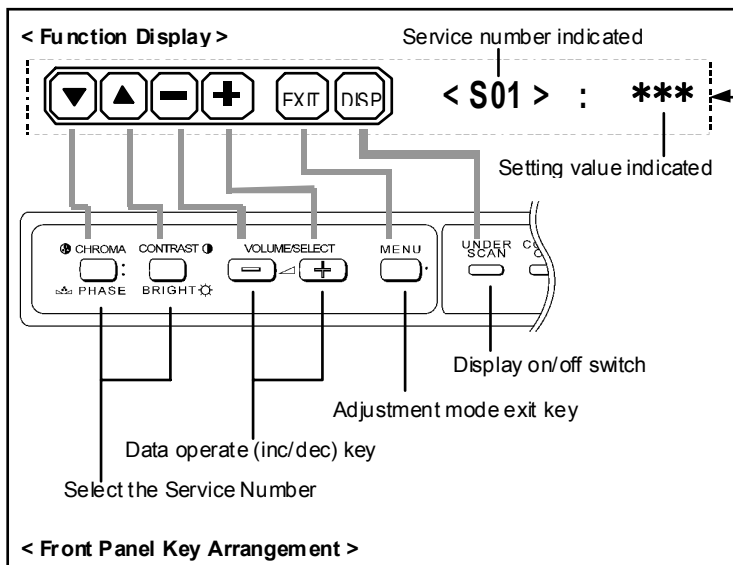 < Function Display >
Service number indicated
▼ ▲ − + EXIT DISP < S01 > : ***
Setting value indicated
CHROMA CONTRAST VOLUME/SELECT MENU UNDER
SCAN
− +
PHASE BRIGHT
Display on/off switch
Adjustment mode exit key
Data operate (inc/dec) key
Select the Service Number
< Front Panel Key Arrangement >